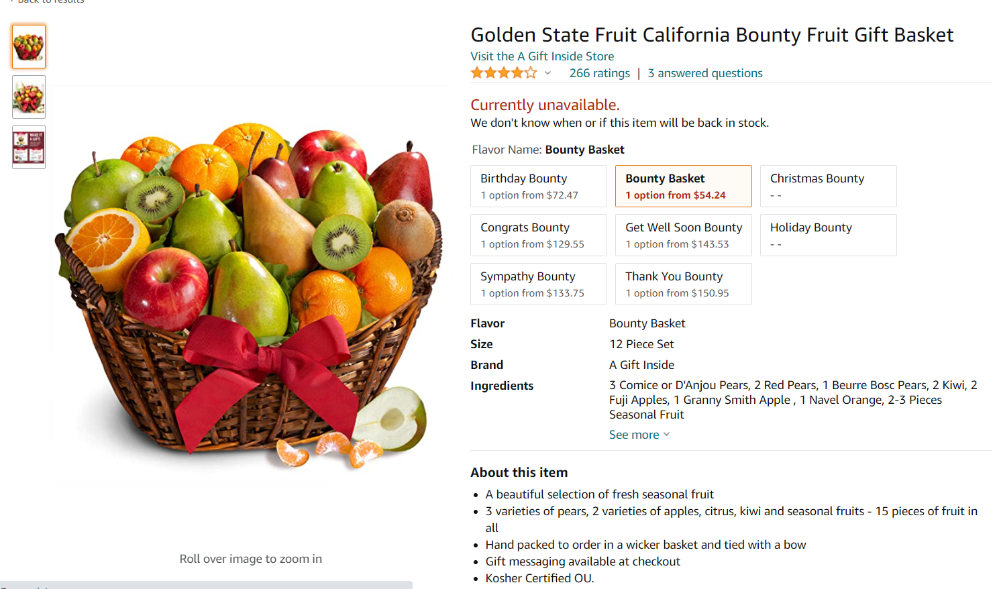 Back to results
Golden State Fruit California Bounty Fruit Gift Basket
Visit the A Gift Inside Store
266 ratings | 3 answered questions
Currently unavailable.
We don't know when or if this item will be back in stock.
Flavor Name: Bounty Basket
Birthday Bounty
1 option from $72.47
Bounty Basket
1 option from $54.24
Christmas Bounty
- -
Congrats Bounty
1 option from $129.55
Get Well Soon Bounty
1 option from $143.53
Holiday Bounty
- -
Sympathy Bounty
1 option from $133.75
Thank You Bounty
1 option from $150.95
Flavor Bounty Basket
Size 12 Piece Set
Brand A Gift Inside
Ingredients 3 Comice or D'Anjou Pears, 2 Red Pears, 1 Beurre Bosc Pears, 2 Kiwi, 2
Fuji Apples, 1 Granny Smith Apple , 1 Navel Orange, 2-3 Pieces
Seasonal Fruit
See more
About this item
• A beautiful selection of fresh seasonal fruit
• 3 varieties of pears, 2 varieties of apples, citrus, kiwi and seasonal fruits - 15 pieces of fruit in
all
• Hand packed to order in a wicker basket and tied with a bow
• Gift messaging available at checkout
• Kosher Certified OU.
MAKE IT
A GIFT!
Roll over image to zoom in